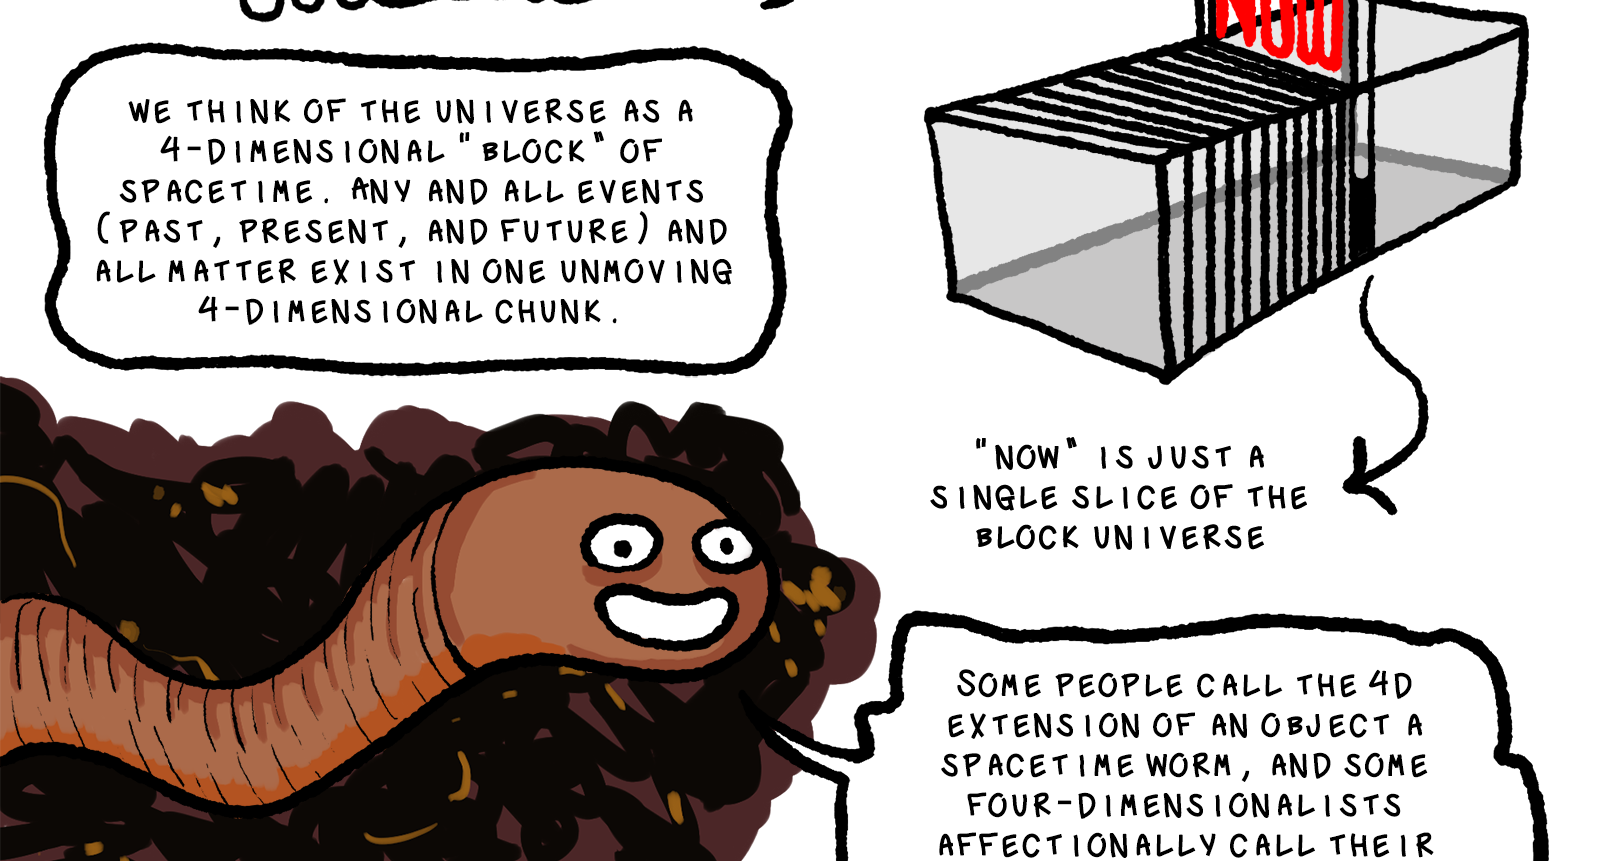 NOW
WE THINK OF THE UNIVERSE AS A
4-DIMENSIONAL "BLOCK" OF
SPACETIME. ANY AND ALL EVENTS
(PAST, PRESENT, AND FUTURE) AND
ALL MATTER EXIST IN ONE UNMOVING
4-DIMENSIONAL CHUNK.
"NOW" IS JUST A
SINGLE SLICE OF THE
BLOCK UNIVERSE
SOME PEOPLE CALL THE 4D
EXTENSION OF AN OBJECT A
SPACETIME WORM, AND SOME
FOUR-DIMENSIONALISTS
AFFECTIONALLY CALL THEIR